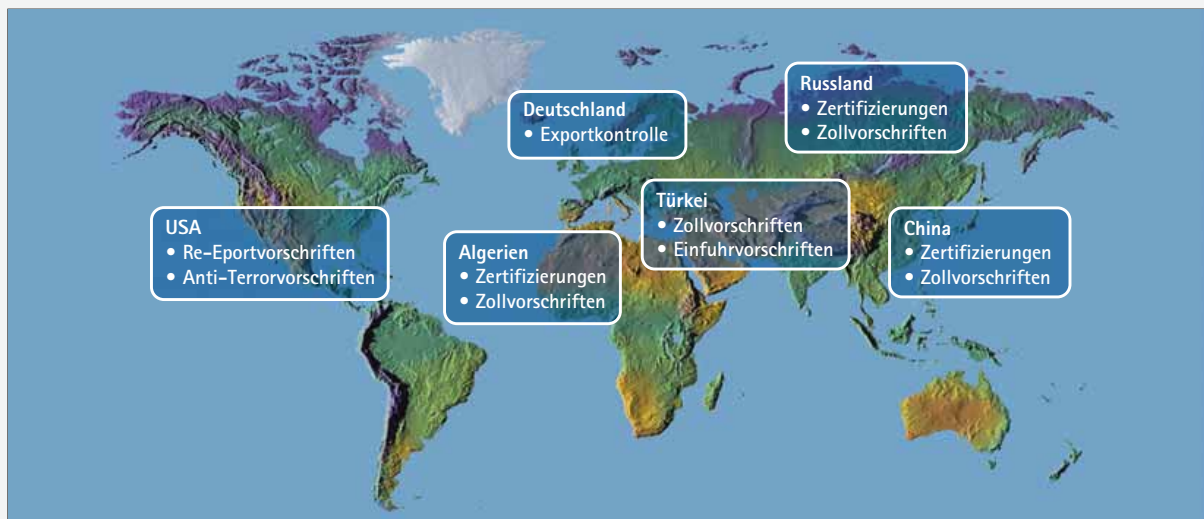 Russland
• Zertifizierungen
• Zollvorschriften
Deutschland
• Exportkontrolle
Türkei
• Zollvorschriften
• Einfuhrvorschriften
USA
• Re-Eportvorschriften
• Anti-Terrorvorschriften
Algerien
• Zertifizierungen
• Zollvorschriften
China
• Zertifizierungen
• Zollvorschriften